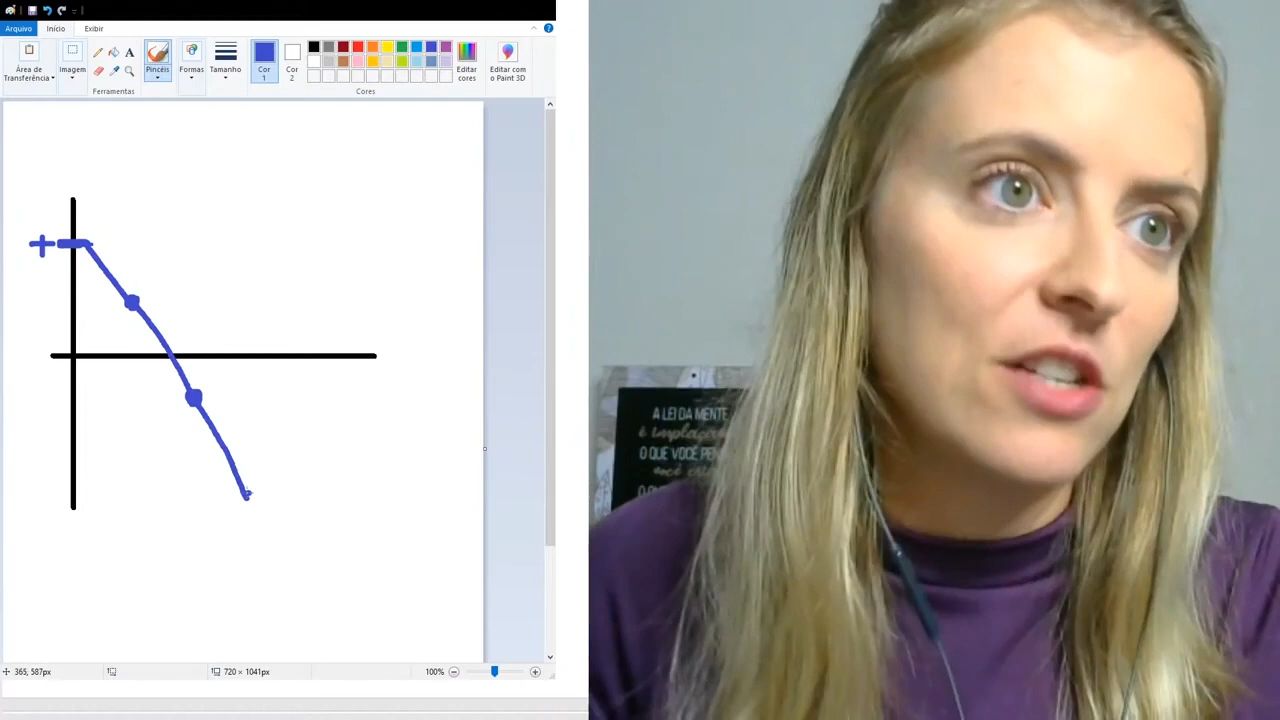 Arquivo
Início
Exibir
Área de
Transferência
Imagem
A
Ferramentas
Pincéis
Formas
Tamanho
Cor
1
Cor
2
Cores
Editar
cores
Editar com
o Paint 3D
+
365, 587px
720 × 1041px
100%
A LEI DA MENTE
é
O QUE VOCÊ
você